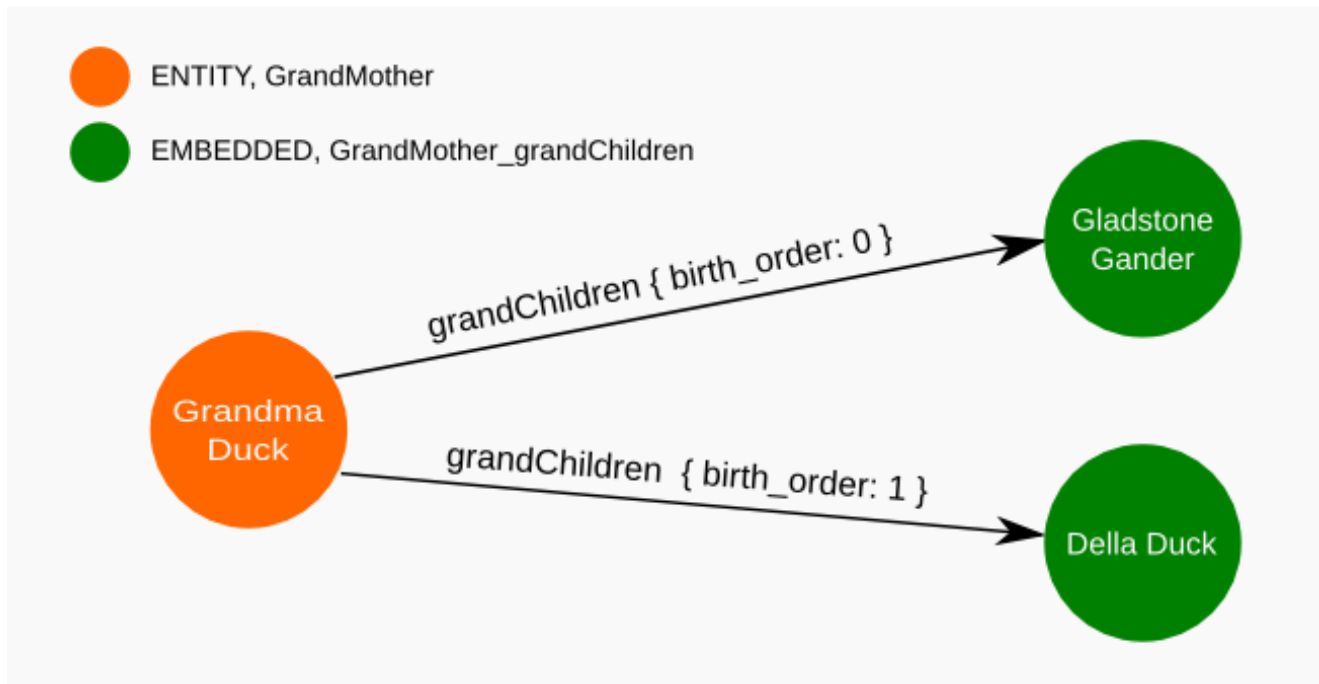 ENTITY, GrandMother
EMBEDDED, GrandMother_grandChildren
grandChildren { birth_order: 0 }
Gladstone
Gander
Grandma
Duck
grandChildren { birth_order: 1 }
Della Duck